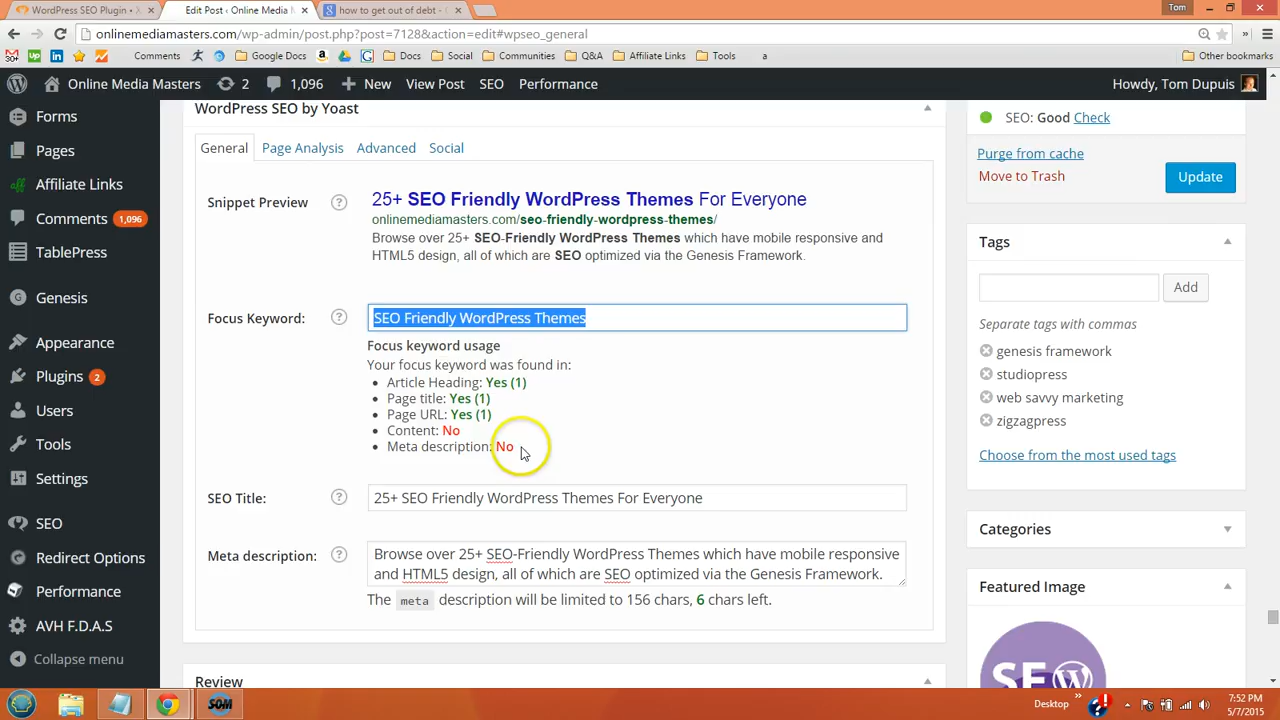 WordPress SEO Plugin •
Edit Post ‹ Online Media M
how to get out of debt -
Tom
onlinemediamasters.com/wp-admin/post.php?post=7128&action=edit#wpseo_general
Comments
Google Docs
Docs
Social
Communities
Q&A
Affiliate Links
Tools
a
Other bookmarks
Online Media Masters
2
1,096
New
View Post
SEO
Performance
Howdy, Tom Dupuis
Forms
Pages
Affiliate Links
Comments 1,096
TablePress
Genesis
Appearance
Plugins 2
Users
Tools
Settings
SEO
Redirect Options
Performance
AVH F.D.A.S
Collapse menu
WordPress SEO by Yoast
General
Page Analysis
Advanced
Social
Snippet Preview
25+ SEO Friendly WordPress Themes For Everyone
onlinemediamasters.com/seo-friendly-wordpress-themes/
Browse over 25+ SEO-Friendly WordPress Themes which have mobile responsive and
HTML5 design, all of which are SEO optimized via the Genesis Framework.
Focus Keyword:
SEO Friendly WordPress Themes
Focus keyword usage
Your focus keyword was found in:
• Article Heading: Yes (1)
• Page title: Yes (1)
• Page URL: Yes (1)
• Content: No
• Meta description: No
SEO Title:
25+ SEO Friendly WordPress Themes For Everyone
Meta description:
Browse over 25+ SEO-Friendly WordPress Themes which have mobile responsive
and HTML5 design, all of which are SEO optimized via the Genesis Framework.
The meta description will be limited to 156 chars, 6 chars left.
Review
SEO: Good Check
Purge from cache
Move to Trash
Update
Tags
Add
Separate tags with commas
genesis framework
studiopress
web savvy marketing
zigzagpress
Choose from the most used tags
Categories
Featured Image
SE
SOM
Desktop
7:52 PM
5/7/2015